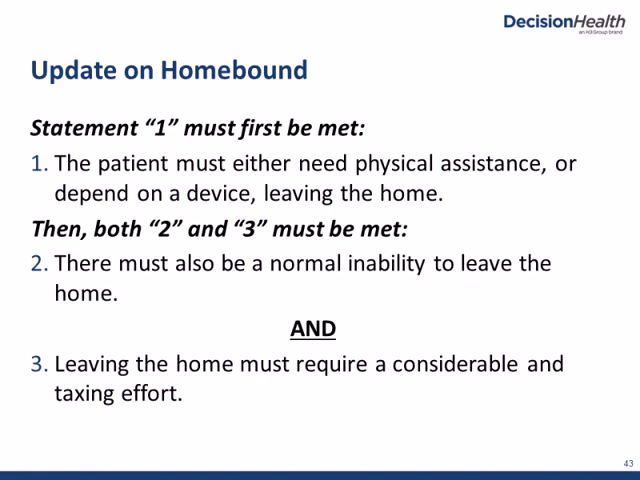 DecisionHealth
an H3.Group brand
Update on Homebound
Statement “1” must first be met:
1. The patient must either need physical assistance, or
depend on a device, leaving the home.
Then, both “2” and “3” must be met:
2. There must also be a normal inability to leave the
home.
AND
3. Leaving the home must require a considerable and
taxing effort.
43